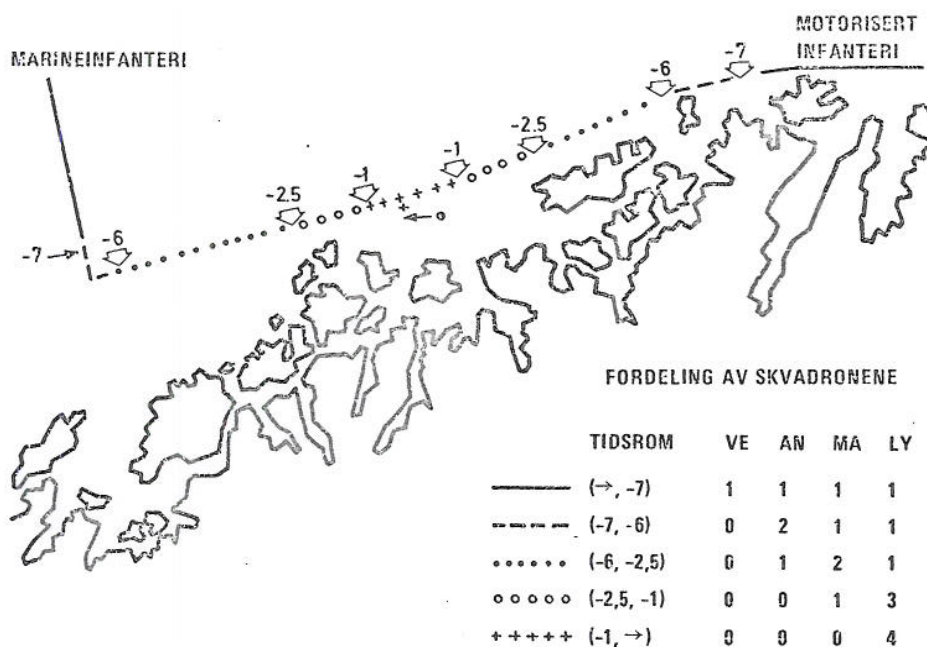 MARINEINFANTERI
MOTORISERT
INFANTERI
-7
-6
-2.5
-1
-1
-2.5
-6
-7
FORDELING AV SKVADRONENE
TIDSROM VE AN MA LY
(→, -7) 1 1 1 1
(-7, -6) 0 2 1 1
(-6, -2,5) 0 1 2 1
(-2,5, -1) 0 0 1 3
(-1, →) 0 0 0 4